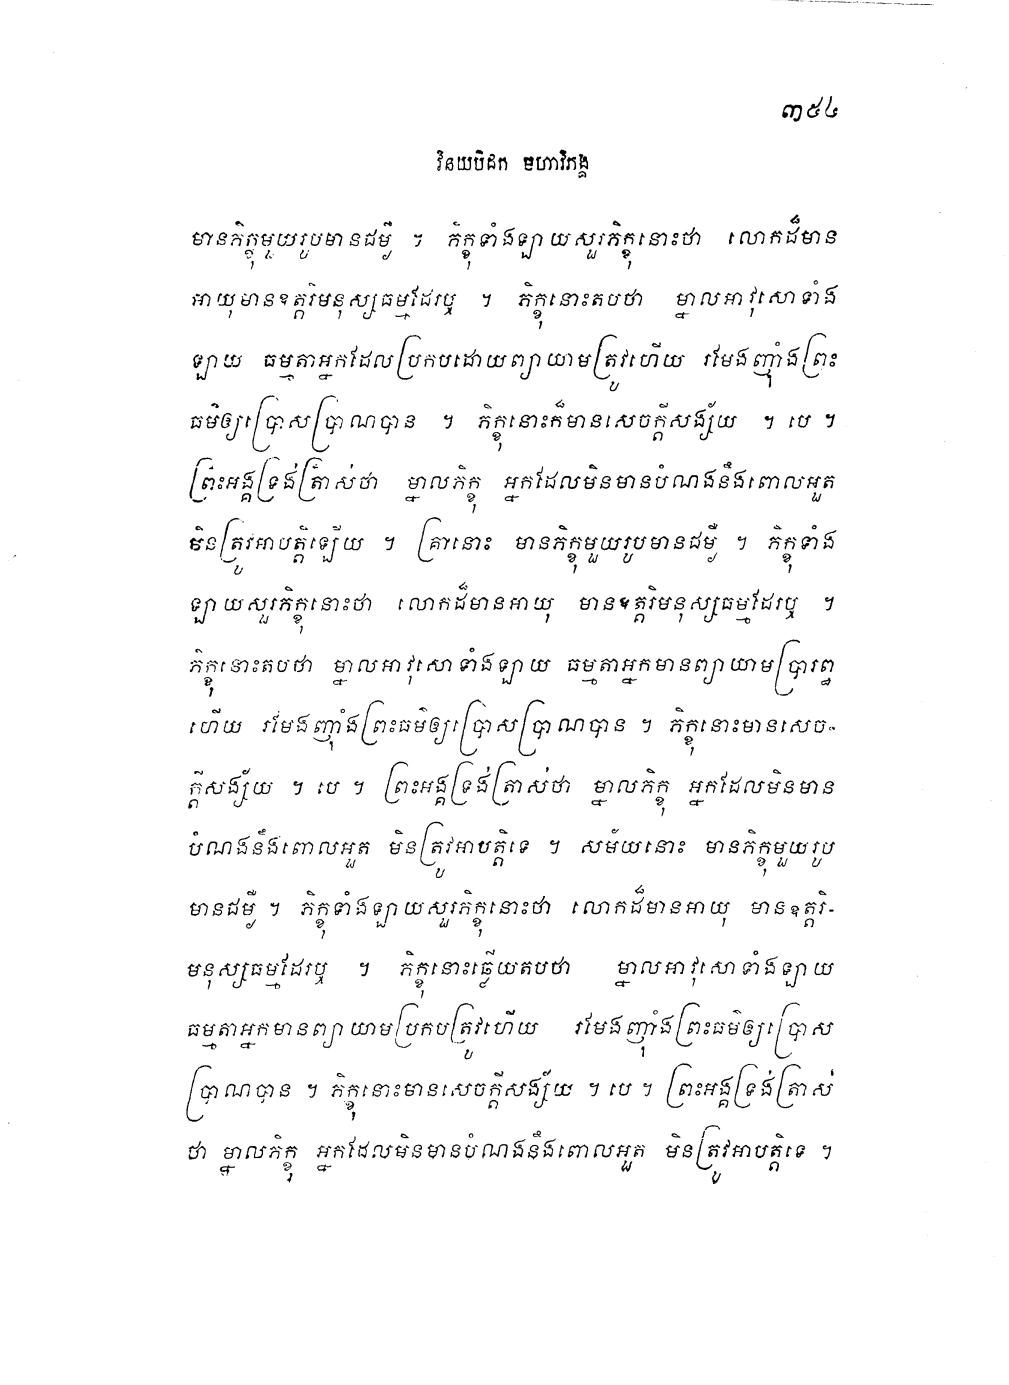 ៣៥៤
វិនយបិដក មហាវិភង្គ
មានភិក្ខុមួយរូបមានជម្ងឺ ។ ភិក្ខុទាំងឡាយសួរភិក្ខុនោះថា លោកដ៏មាន
អាយុមានឧត្តរិមនុស្សធម្មដែរឬ ។ ភិក្ខុនោះតបថា ម្នាលអាវុសោទាំង
ឡាយ ធម្មតាអ្នកដែលប្រកបដោយព្យាយាមត្រូវហើយ រមែងញ៉ាំងព្រះ
ធម៌ឲ្យប្រោសប្រាណបាន ។ ភិក្ខុនោះក៏មានសេចក្តីសង្ស័យ ។ បេ ។
ព្រះអង្គទ្រង់ត្រាស់ថា ម្នាលភិក្ខុ អ្នកដែលមិនមានបំណងនឹងពោលអួត
មិនត្រូវអាបត្តិឡើយ ។ គ្រានោះ មានភិក្ខុមួយរូបមានជម្ងឺ ។ ភិក្ខុទាំង
ឡាយសួរភិក្ខុនោះថា លោកដ៏មានអាយុ មានឧត្តរិមនុស្សធម្មដែរឬ ។
ភិក្ខុនោះតបថា ម្នាលអាវុសោទាំងឡាយ ធម្មតាអ្នកមានព្យាយាមប្រារព្ធ
ហើយ រមែងញ៉ាំងព្រះធម៌ឲ្យប្រោសប្រាណបាន ។ ភិក្ខុនោះមានសេច-
ក្តីសង្ស័យ ។ បេ ។ ព្រះអង្គទ្រង់ត្រាស់ថា ម្នាលភិក្ខុ អ្នកដែលមិនមាន
បំណងនឹងពោលអួត មិនត្រូវអាបត្តិទេ ។ សម័យនោះ មានភិក្ខុមួយរូប
មានជម្ងឺ ។ ភិក្ខុទាំងឡាយសួរភិក្ខុនោះថា លោកដ៏មានអាយុ មានឧត្តរិ-
មនុស្សធម្មដែរឬ ។ ភិក្ខុនោះឆ្លើយតបថា ម្នាលអាវុសោទាំងឡាយ
ធម្មតាអ្នកមានព្យាយាមប្រកបត្រូវហើយ រមែងញ៉ាំងព្រះធម៌ឲ្យប្រោស
ប្រាណបាន ។ ភិក្ខុនោះមានសេចក្តីសង្ស័យ ។ បេ ។ ព្រះអង្គទ្រង់ត្រាស់
ថា ម្នាលភិក្ខុ អ្នកដែលមិនមានបំណងនឹងពោលអួត មិនត្រូវអាបត្តិទេ ។